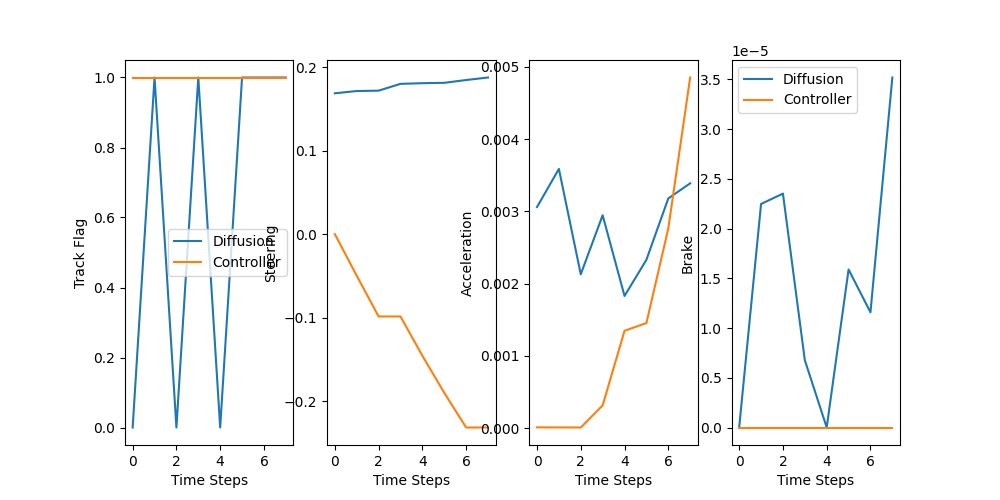 1e−5
Track Flag
1.0
0.8
0.6
0.4
0.2
0.0
Diffusion
Controller
0 2 4 6
Time Steps
Steering
0.2
0.1
0.0
−0.1
−0.2
0 2 4 6
Time Steps
Acceleration
0.005
0.004
0.003
0.002
0.001
0.000
0 2 4 6
Time Steps
Brake
3.5
3.0
2.5
2.0
1.5
1.0
0.5
0.0
Diffusion
Controller
0 2 4 6
Time Steps